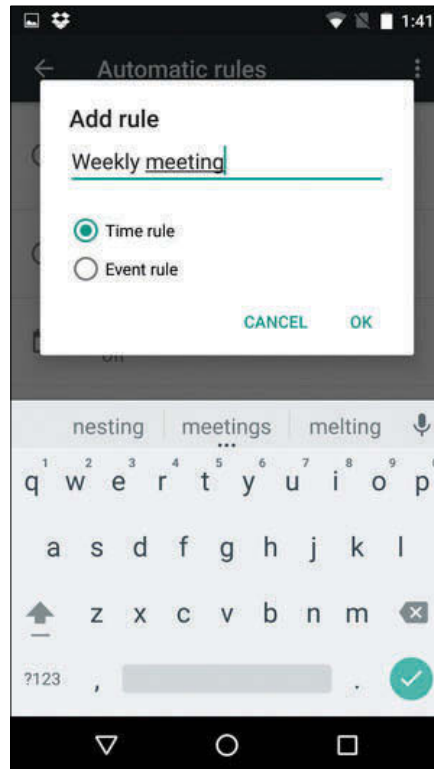 1:41
Automatic rules
Add rule
Weekly meeting
Time rule
Event rule
CANCEL OK
Off
nesting meetings melting
1 2 3 4 5 6 7 8 9
q w e r t y u i o p
a s d f g h j k l
z x c v b n m
?123 , .